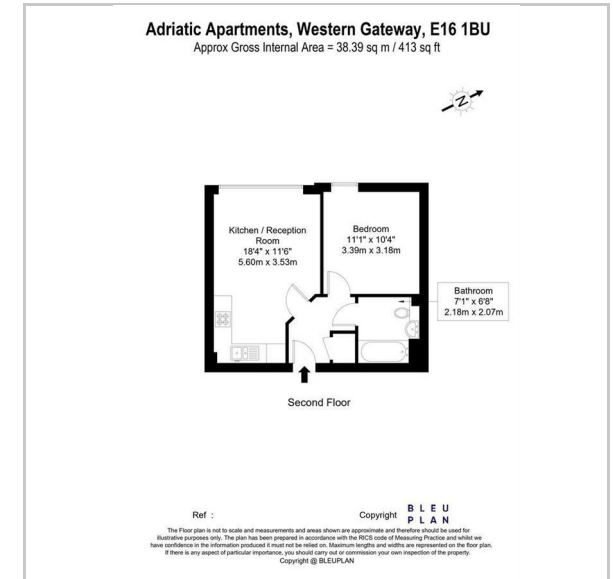 Adriatic Apartments, Western Gateway, E16 1BU
Approx Gross Internal Area = 38.39 sq m / 413 sq ft
N
Kitchen / Reception
Room
18'4" x 11'6"
5.60m x 3.53m
Bedroom
11'1" x 10'4"
3.39m x 3.18m
Bathroom
7'1" x 6'8"
2.18m x 2.07m
Second Floor
Ref :
Copyright
BLEU
PLAN
The Floor plan is not to scale and measurements and areas shown are approximate and therefore should be used for
illustrative purposes only. The plan has been prepared in accordance with the RICS code of Measuring Practice and whilst we
have confidence in the information produced it must not be relied on. Maximum lengths and widths are represented on the floor plan.
If there is any aspect of particular importance, you should carry out or commission your own inspection of the property.
Copyright @ BLEUPLAN